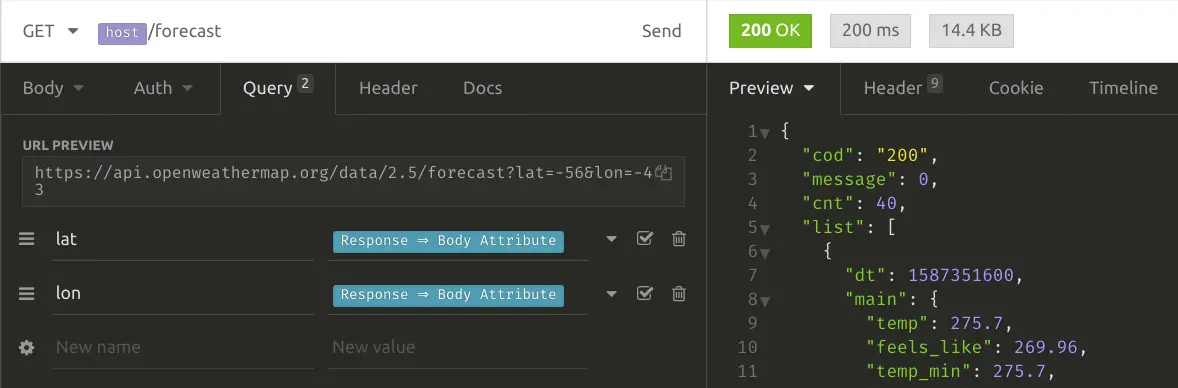 GET host/forecast Send
Body Auth Query 2 Header Docs
URL PREVIEW
https://api.openweathermap.org/data/2.5/forecast?lat=-56&lon=-4
3
lat Response ⇒ Body Attribute
lon Response ⇒ Body Attribute
New name New value
200 OK 200 ms 14.4 KB
Preview Header 9 Cookie Timeline
1 {
2 "cod": "200",
3 "message": 0,
4 "cnt": 40,
5 "list": [
6 {
7 "dt": 1587351600,
8 "main": {
9 "temp": 275.7,
10 "feels_like": 269.96,
11 "temp_min": 275.7,